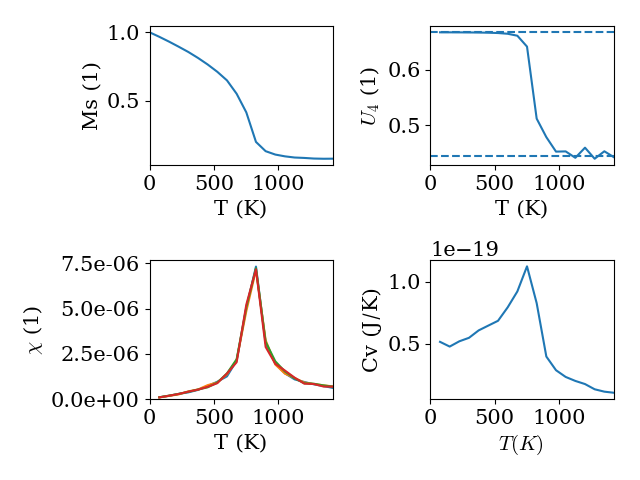 1.0
0.5
Ms (1)
0
500
1000
T (K)
0.6
0.5
U4 (1)
0
500
1000
T (K)
7.5e-06
5.0e-06
2.5e-06
0.0e+00
χ (1)
0
500
1000
T (K)
1e−19
1.0
0.5
Cv (J/K)
0
500
1000
T(K)